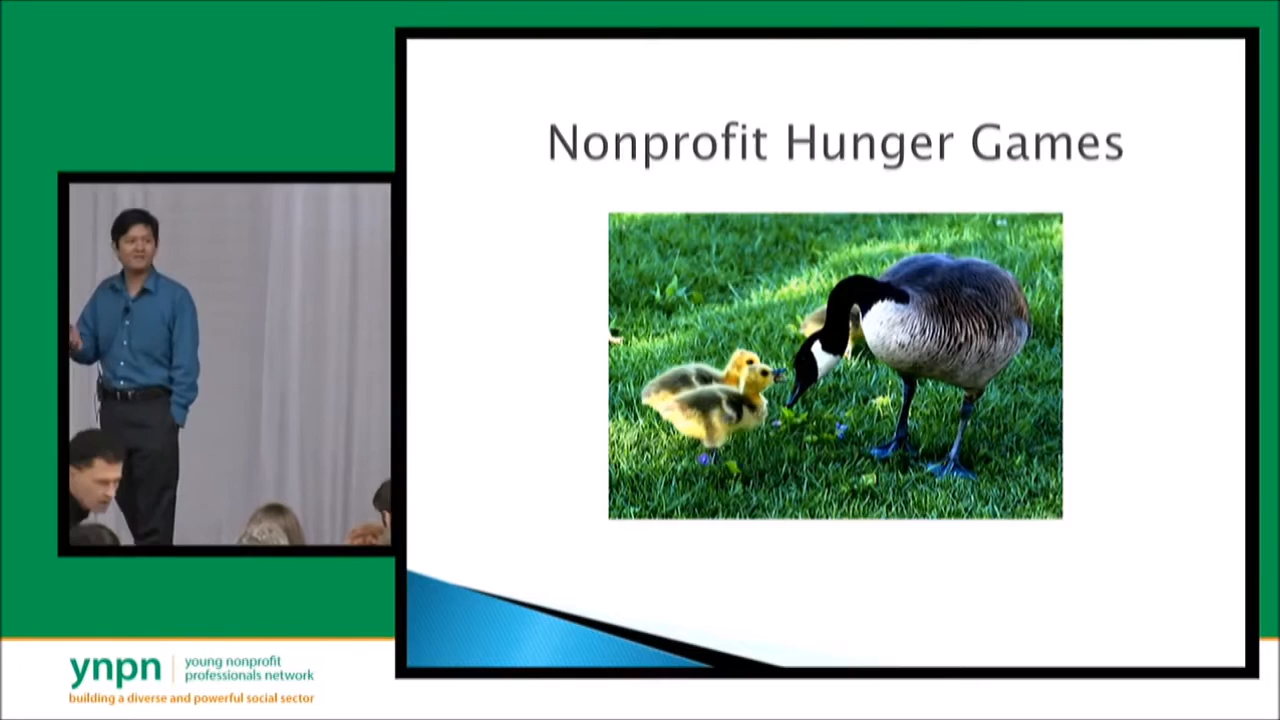 Nonprofit Hunger Games
ynpn
young nonprofit
professionals network
building a diverse and powerful social sector